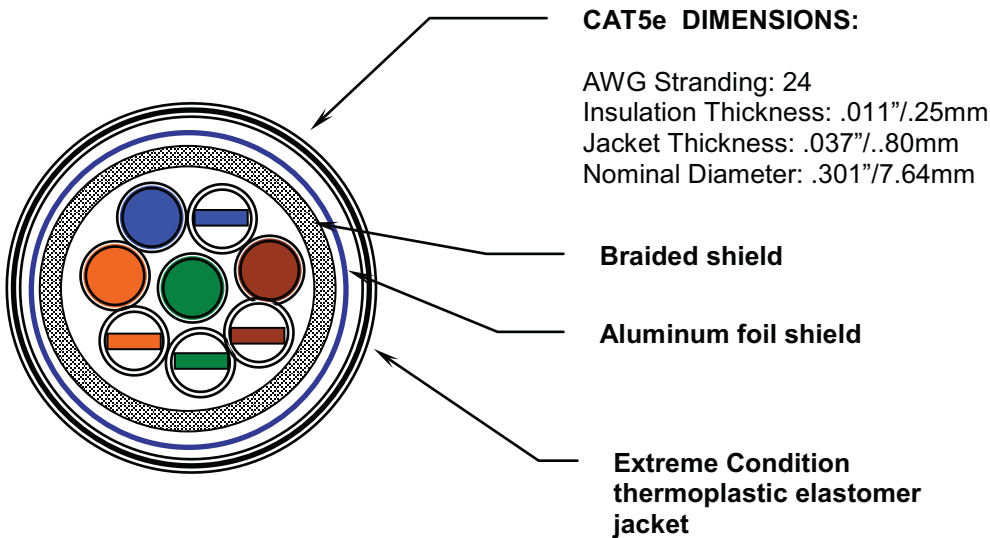 CAT5e DIMENSIONS:
AWG Stranding: 24
Insulation Thickness: .011”/.25mm
Jacket Thickness: .037”/..80mm
Nominal Diameter: .301”/7.64mm
Braided shield
Aluminum foil shield
Extreme Condition
thermoplastic elastomer
jacket